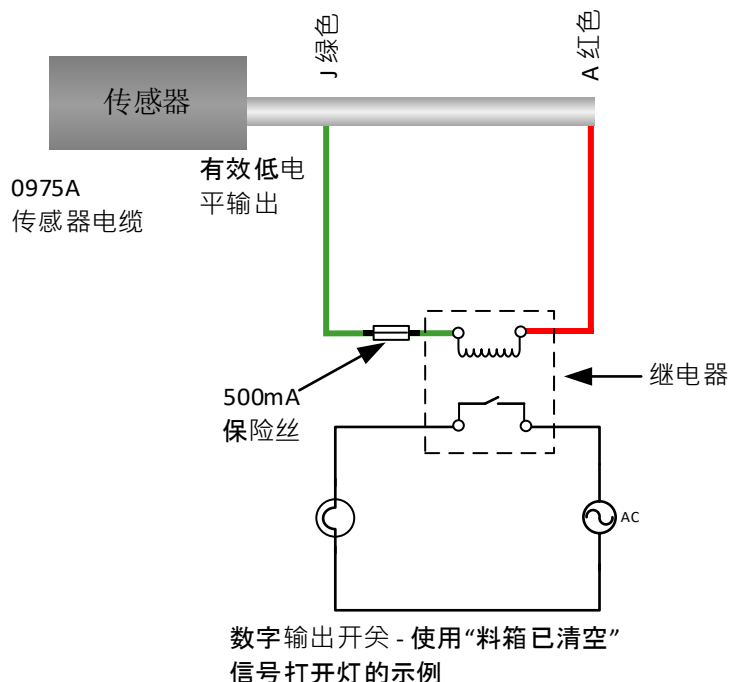 J 绿色
A 红色
传感器
0975A
传感器电缆
有效低电
平输出
500mA
保险丝
继电器
AC
数字输出开关 - 使用“料箱已清空”
信号打开灯的示例